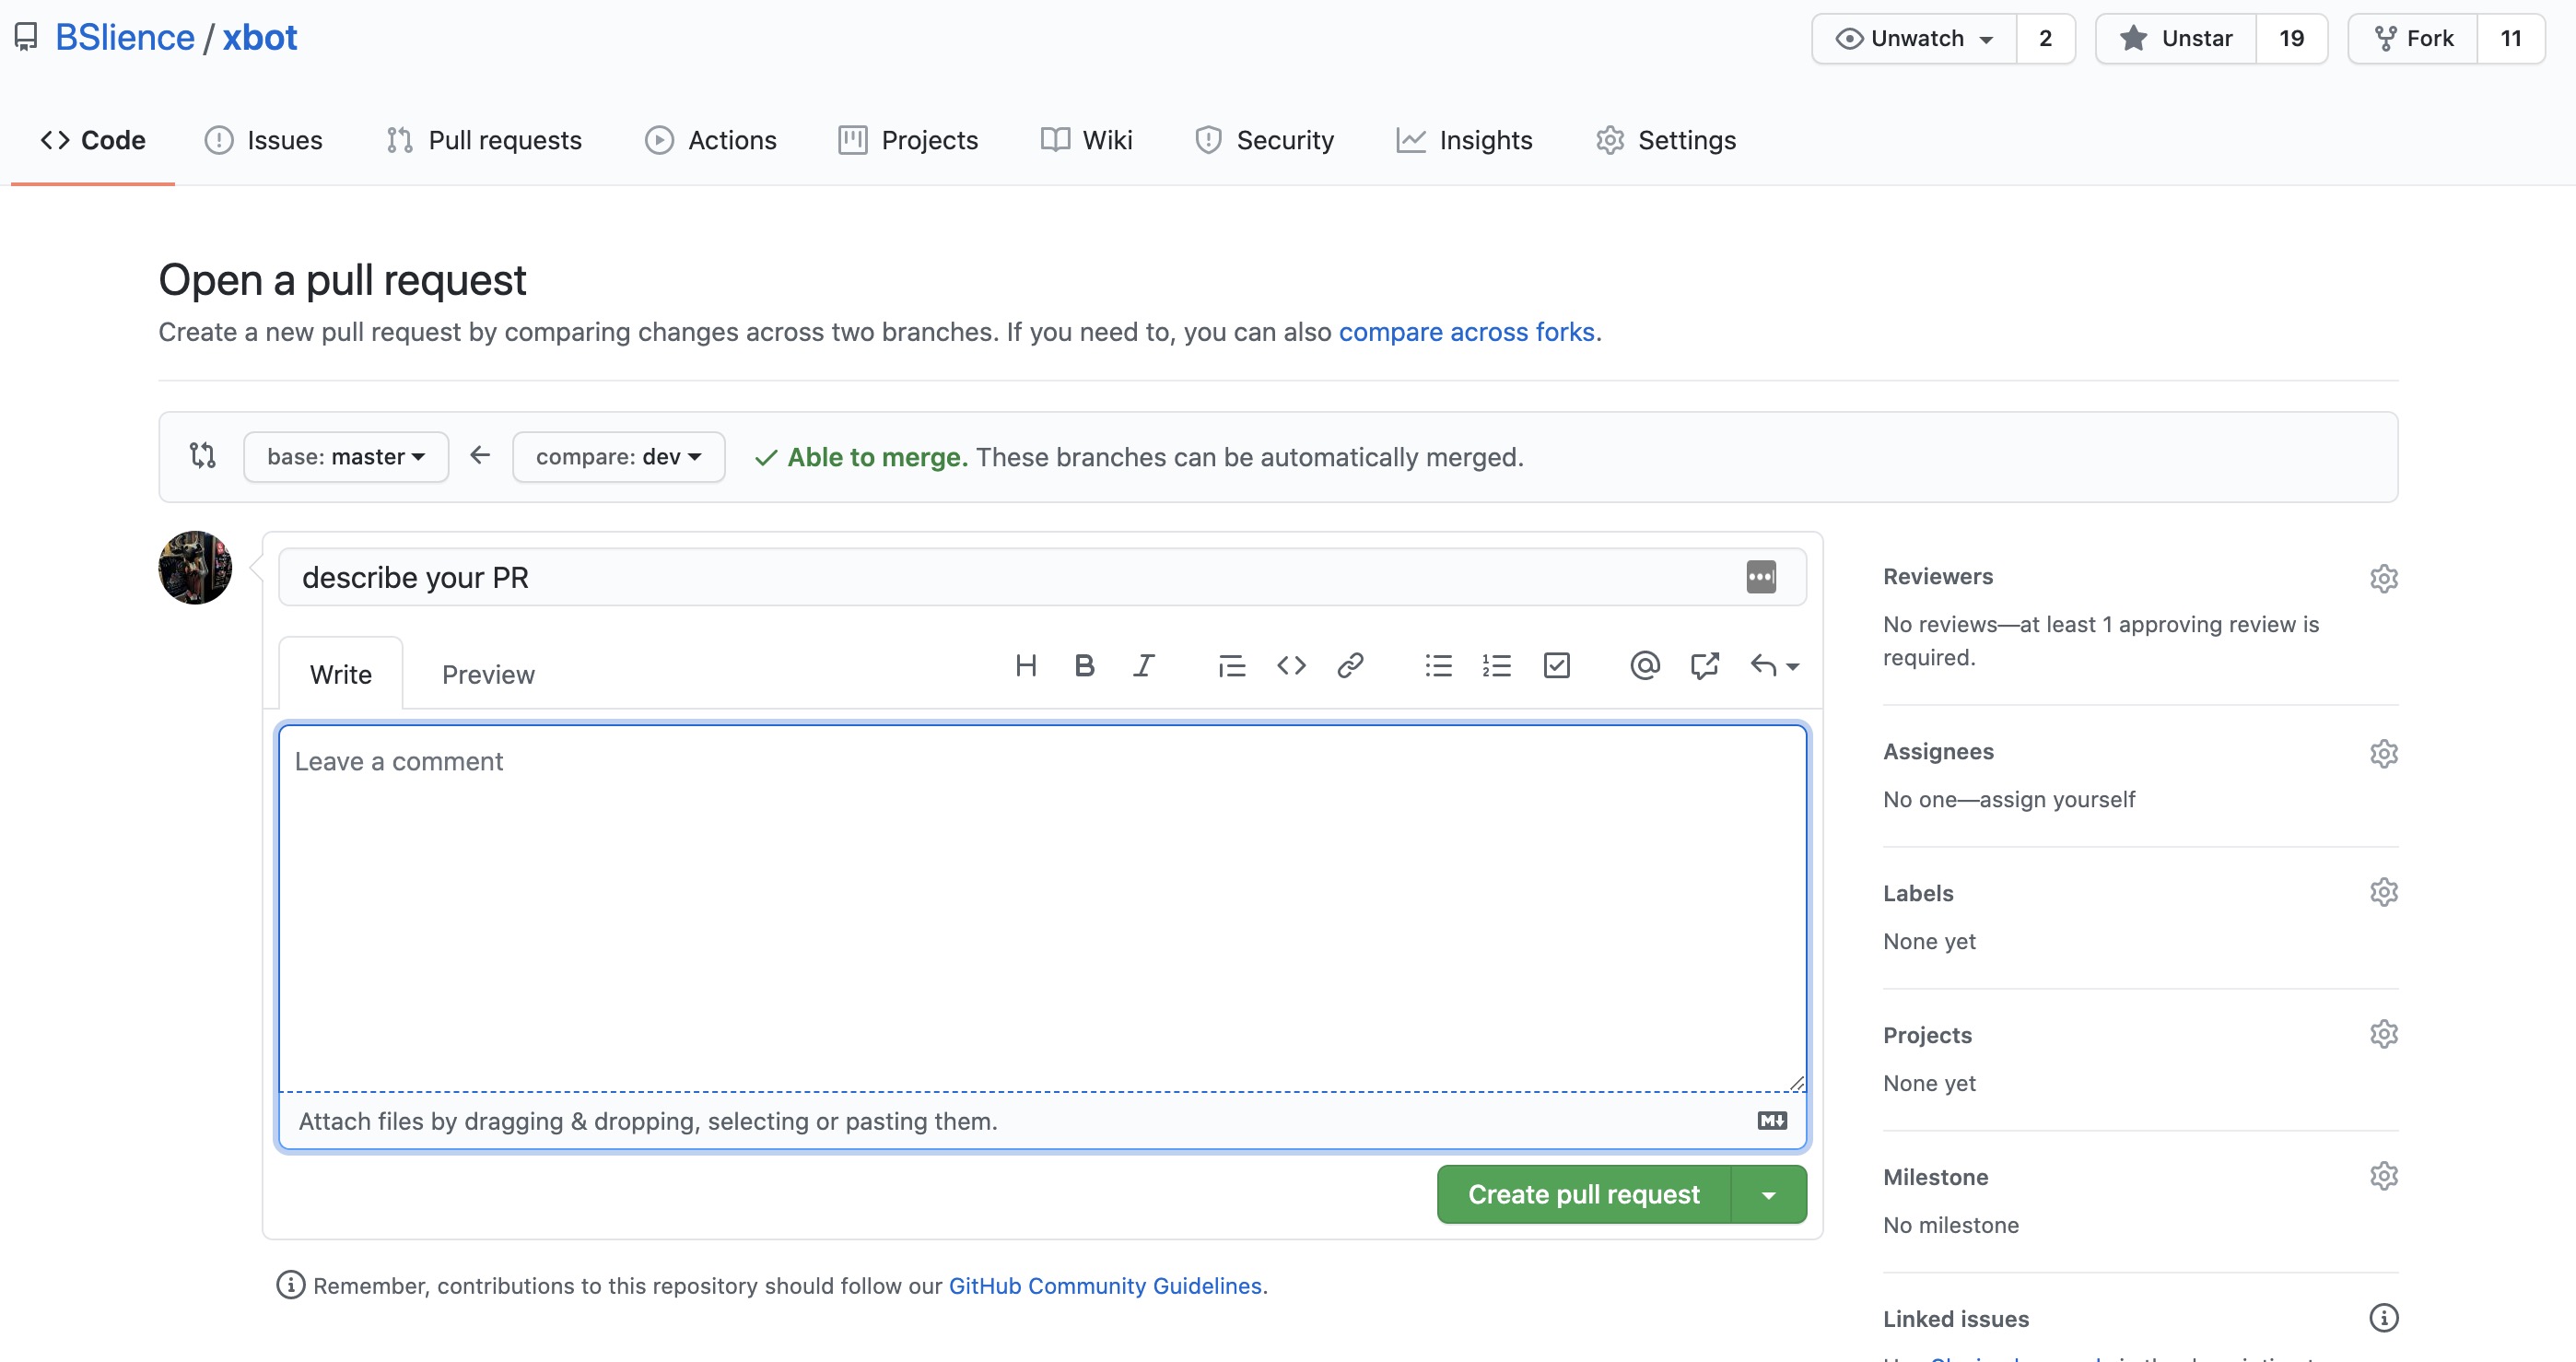 BSlience / xbot
Unwatch 2
Unstar 19
Fork 11
Code
Issues
Pull requests
Actions
Projects
Wiki
Security
Insights
Settings
Open a pull request
Create a new pull request by comparing changes across two branches. If you need to, you can also compare across forks.
base: master
compare: dev
Able to merge. These branches can be automatically merged.
describe your PR
Write
Preview
Leave a comment
Attach files by dragging & dropping, selecting or pasting them.
Create pull request
Remember, contributions to this repository should follow our GitHub Community Guidelines.
Reviewers
No reviews—at least 1 approving review is
required.
Assignees
No one—assign yourself
Labels
None yet
Projects
None yet
Milestone
No milestone
Linked issues